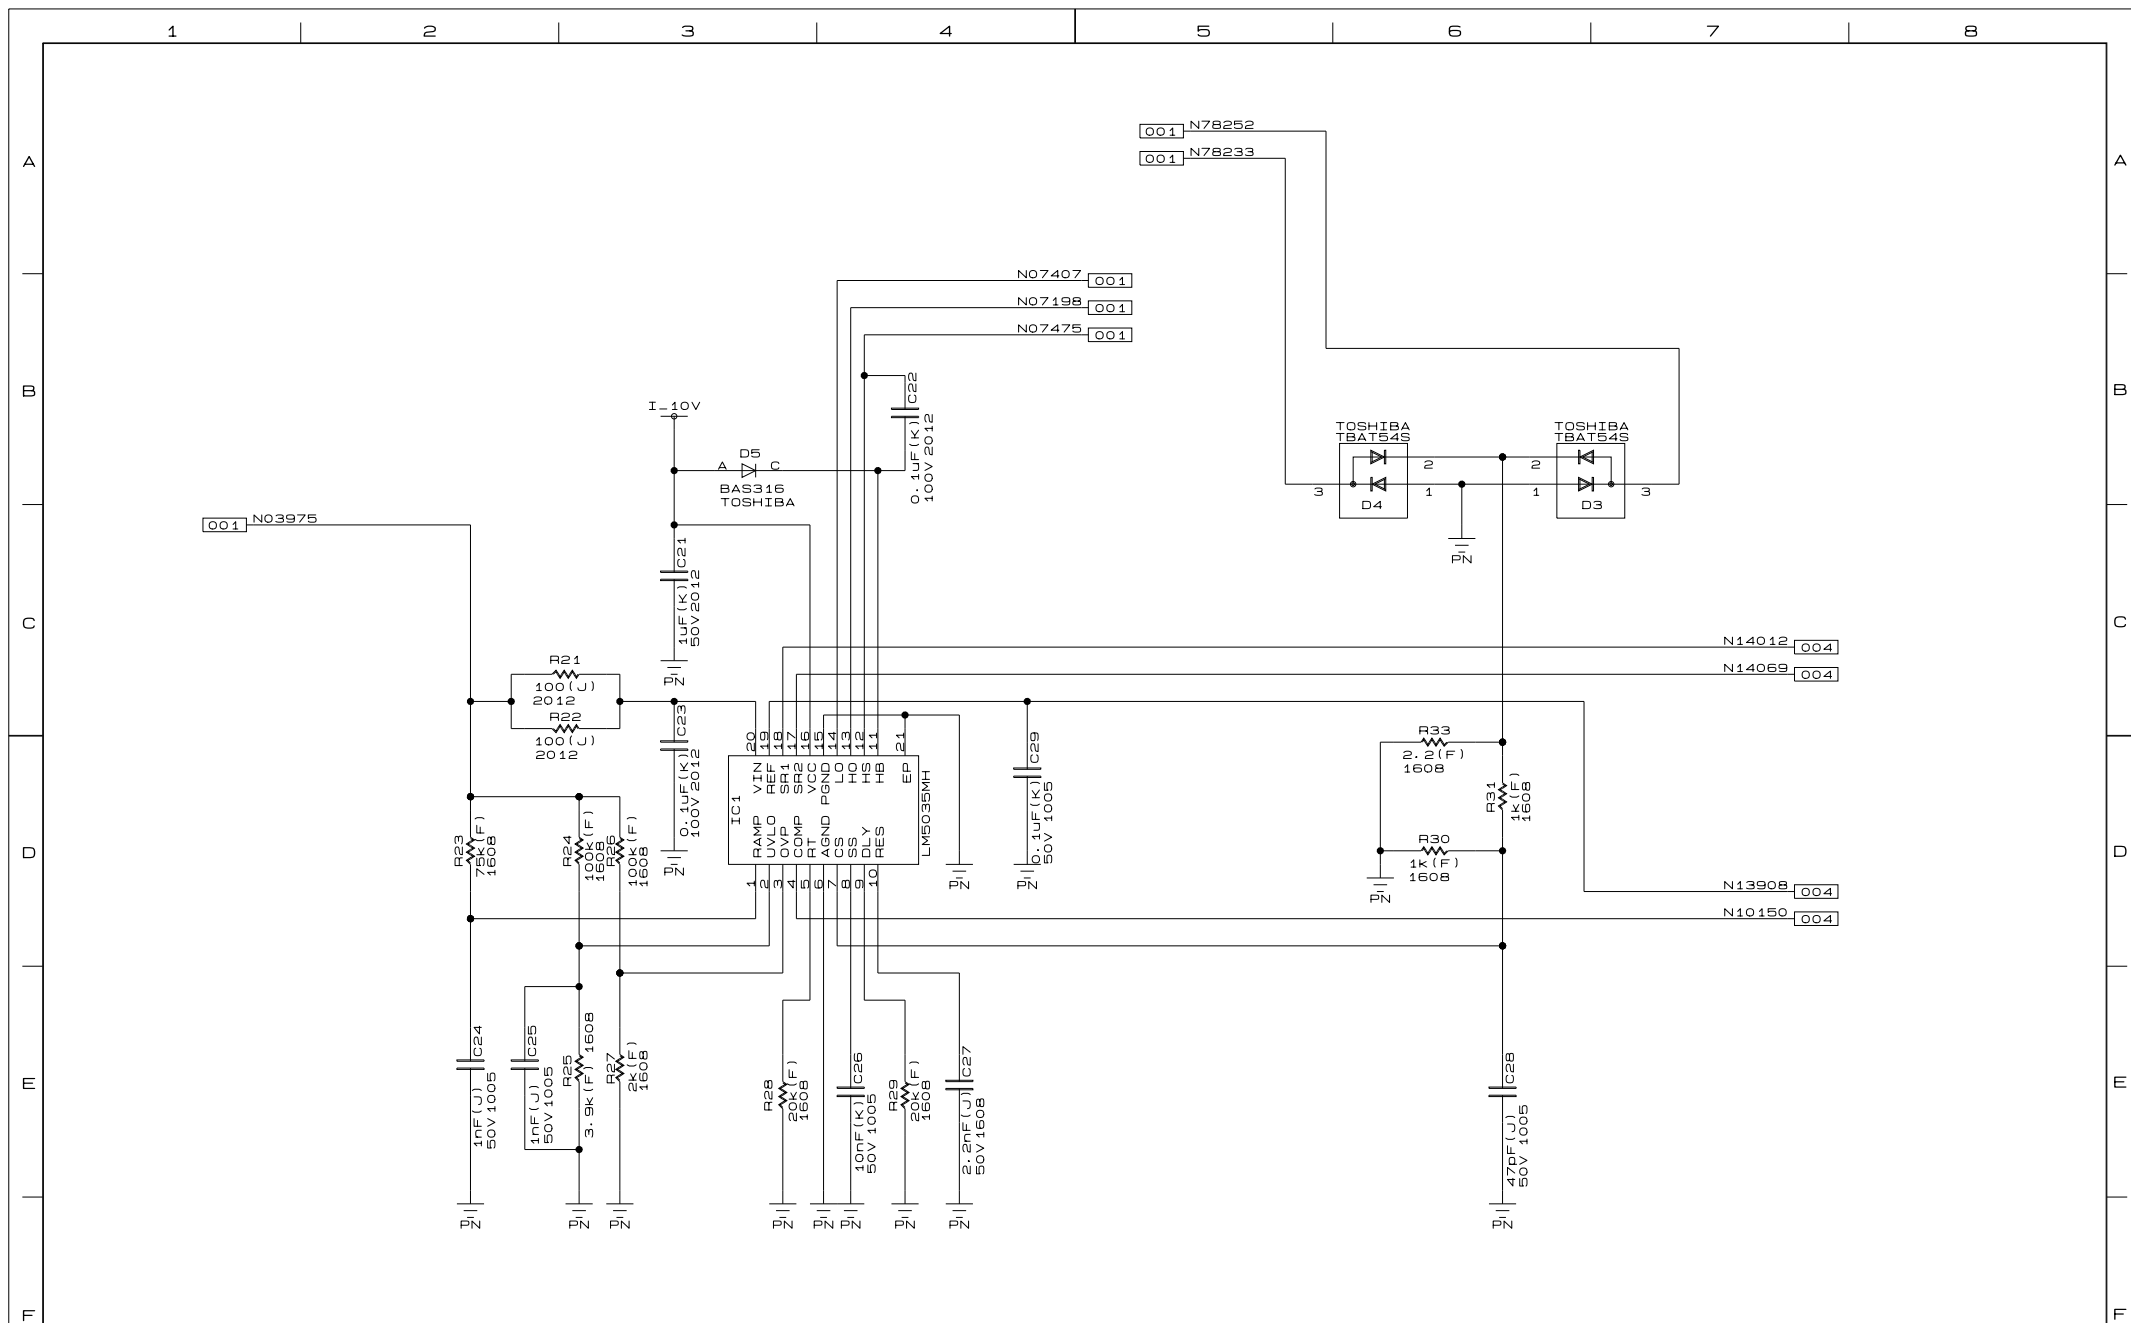 1 2 3 4 5 6 7 8
A A
001 N78252
001 N78233
N07407 001
N07198 001
N07475 001
B B
C22
0.1uF(K)
100V 2012
I_10V
A D5 C
BAS316
TOSHIBA
TOSHIBA
TBAT54S
2
1
3
D4
TOSHIBA
TBAT54S
2
1
3
D3
PN
001 N03975
C21
1uF(K)
50V 2012
PN
C C
N14012 004
N14069 004
R21
100(J)
2012
R22
100(J)
2012
C23
0.1uF(K)
100V 2012
PN
20 19 18 17 16 15 14 13 12 11 21
VIN REF SR1 SR2 VCC PGND LO HO HS HB EP
IC1
LM5035MH
RAMP UVLO OVP COMP RT AGND CS SS DLY RES
1 2 3 4 5 6 7 8 9 10
PN
C29
0.1uF(K)
50V 1005
PN
R33
2.2(F)
1608
R31
1k(F)
1608
R30
1k(F)
1608
PN
D D
R23
75k(F)
1608
R24
100k(F)
1608
R26
100k(F)
1608
N13908 004
N10150 004
E E
C24
1nF(J)
50V 1005
C25
1nF(J)
50V 1005
R25
3.9k(F) 1608
R27
2k(F)
1608
R28
20k(F)
1608
C26
10nF(K)
50V 1005
R29
20k(F)
1608
C27
2.2nF(J)
50V 1608
C28
47pF(J)
50V 1005
PN PN PN PN PN PN PN PN PN
F F